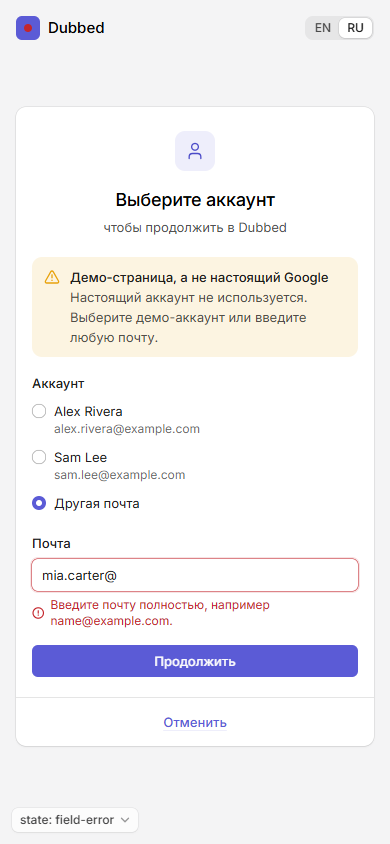 Dubbed
EN RU
Выберите аккаунт
чтобы продолжить в Dubbed
Демо-страница, а не настоящий Google
Настоящий аккаунт не используется.
Выберите демо-аккаунт или введите
любую почту.
Аккаунт
Alex Rivera
alex.rivera@example.com
Sam Lee
sam.lee@example.com
Другая почта
Почта
mia.carter@
Введите почту полностью, например
name@example.com.
Продолжить
Отменить
state: field-error